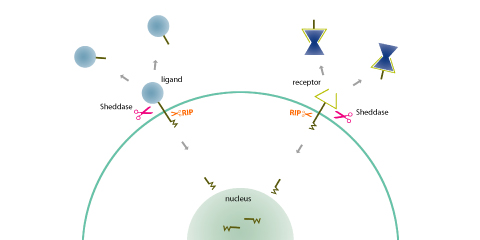 ligand
receptor
Sheddase
RIP
RIP
Sheddase
nucleus